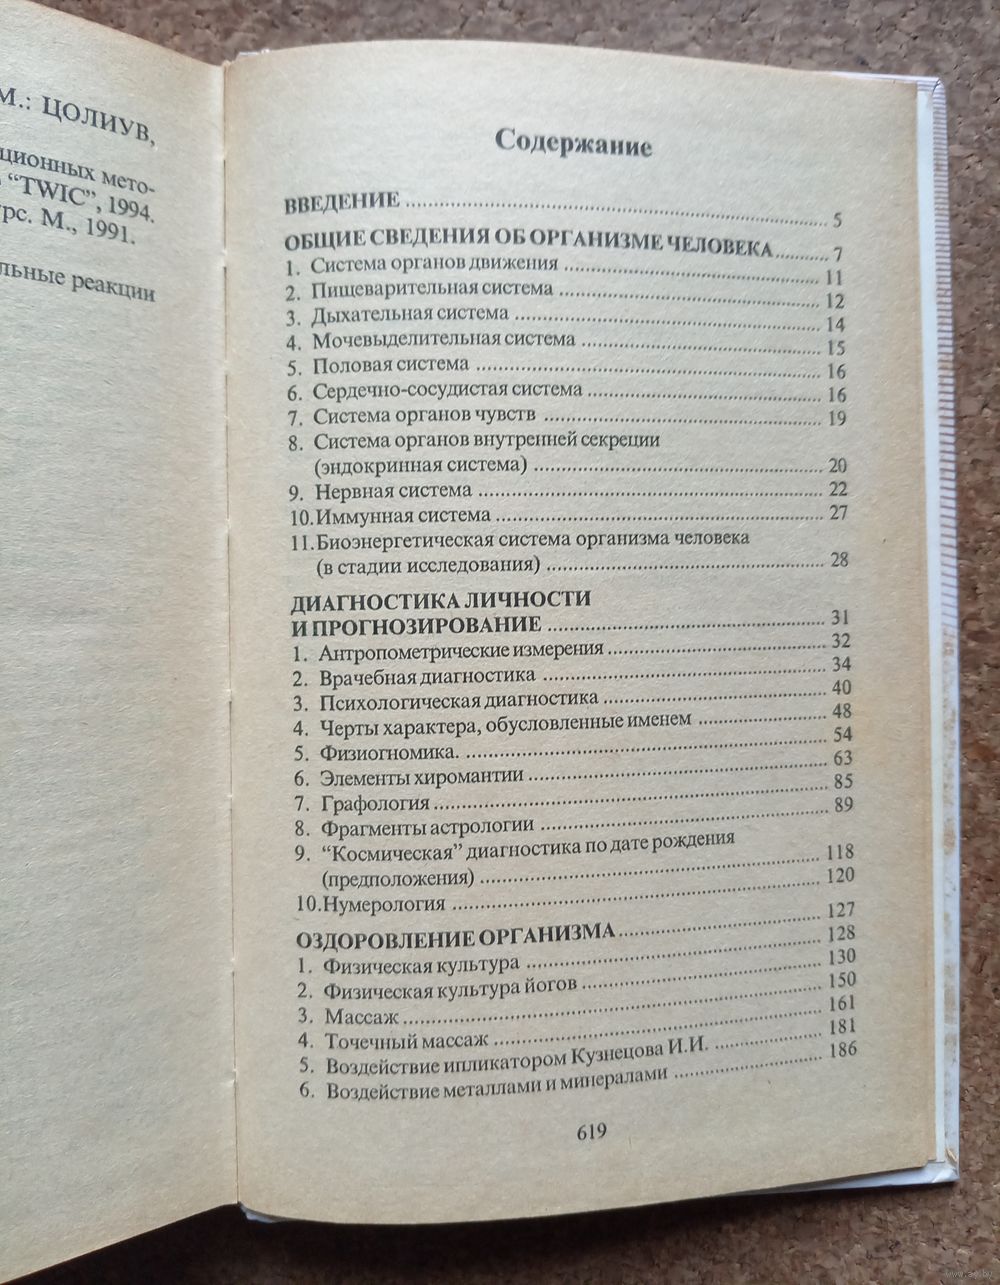 М.: ЦОЛИУВ,
ционных мето-
“TWIC”, 1994.
рс. М., 1991.
льные реакции
Содержание
ВВЕДЕНИЕ ........ 5
ОБЩИЕ СВЕДЕНИЯ ОБ ОРГАНИЗМЕ ЧЕЛОВЕКА ........ 7
1. Система органов движения ........ 11
2. Пищеварительная система ........ 12
3. Дыхательная система ........ 14
4. Мочевыделительная система ........ 15
5. Половая система ........ 16
6. Сердечно-сосудистая система ........ 16
7. Система органов чувств ........ 19
8. Система органов внутренней секреции
(эндокринная система) ........ 20
9. Нервная система ........ 22
10. Иммунная система ........ 27
11. Биоэнергетическая система организма человека
(в стадии исследования) ........ 28
ДИАГНОСТИКА ЛИЧНОСТИ
И ПРОГНОЗИРОВАНИЕ ........ 31
1. Антропометрические измерения ........ 32
2. Врачебная диагностика ........ 34
3. Психологическая диагностика ........ 40
4. Черты характера, обусловленные именем ........ 48
5. Физиогномика. ........ 54
6. Элементы хиромантии ........ 63
7. Графология ........ 85
8. Фрагменты астрологии ........ 89
9. “Космическая” диагностика по дате рождения
(предположения) ........ 118
10. Нумерология ........ 120
ОЗДОРОВЛЕНИЕ ОРГАНИЗМА ........ 127
1. Физическая культура ........ 128
2. Физическая культура йогов ........ 130
3. Массаж ........ 150
4. Точечный массаж ........ 161
5. Воздействие ипликатором Кузнецова И.И. ........ 181
6. Воздействие металлами и минералами ........ 186
619
www.ay.by